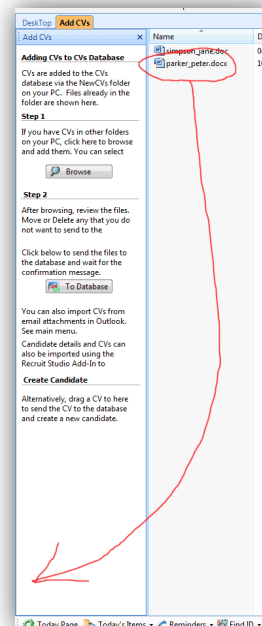 DeskTop Add CVs
Add CVs × Name
Adding CVs to CVs Database
CVs are added to the CVs
database via the NewCVs folder
on your PC. Files already in the
folder are shown here.
Step 1
If you have CVs in other folders
on your PC, click here to browse
and add them. You can select
Browse
Step 2
After browsing, review the files.
Move or Delete any that you do
not want to send to the
Click below to send the files to
the database and wait for the
confirmation message.
To Database
You can also import CVs from
email attachments in Outlook.
See main menu.
Candidate details and CVs can
also be imported using the
Recruit Studio Add-In to
Create Candidate
Alternatively, drag a CV to here
to send the CV to the database
and create a new candidate.
simpson_jane.doc
parker_peter.docx
Today Page Today's Items Reminders Find ID